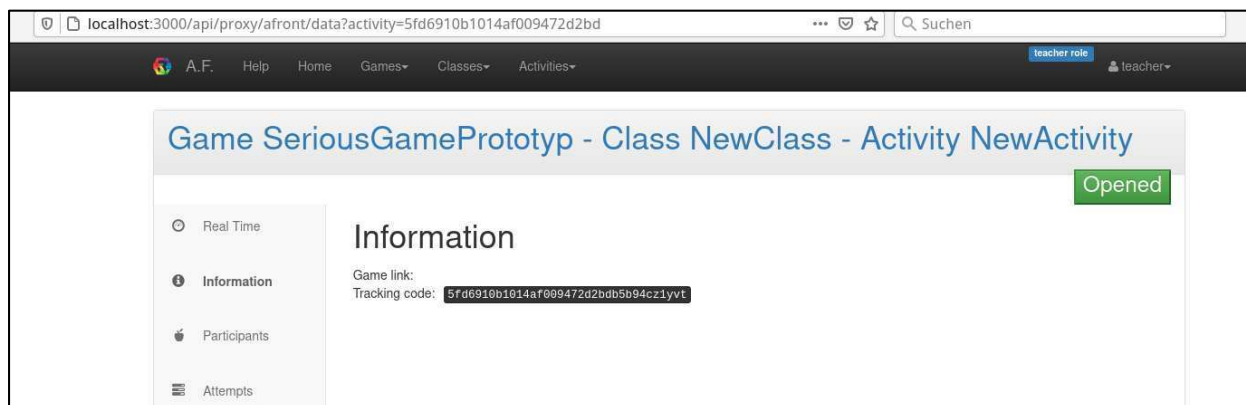 localhost:3000/api/proxy/afront/data?activity=5fd6910b1014af009472d2bd
Suchen
A.F. Help Home Games Classes Activities
teacher role
teacher
Game SeriousGamePrototyp - Class NewClass - Activity NewActivity
Opened
Real Time
Information
Participants
Attempts
Information
Game link:
Tracking code: 5fd6910b1014af009472d2bdb5b94cz1yvt